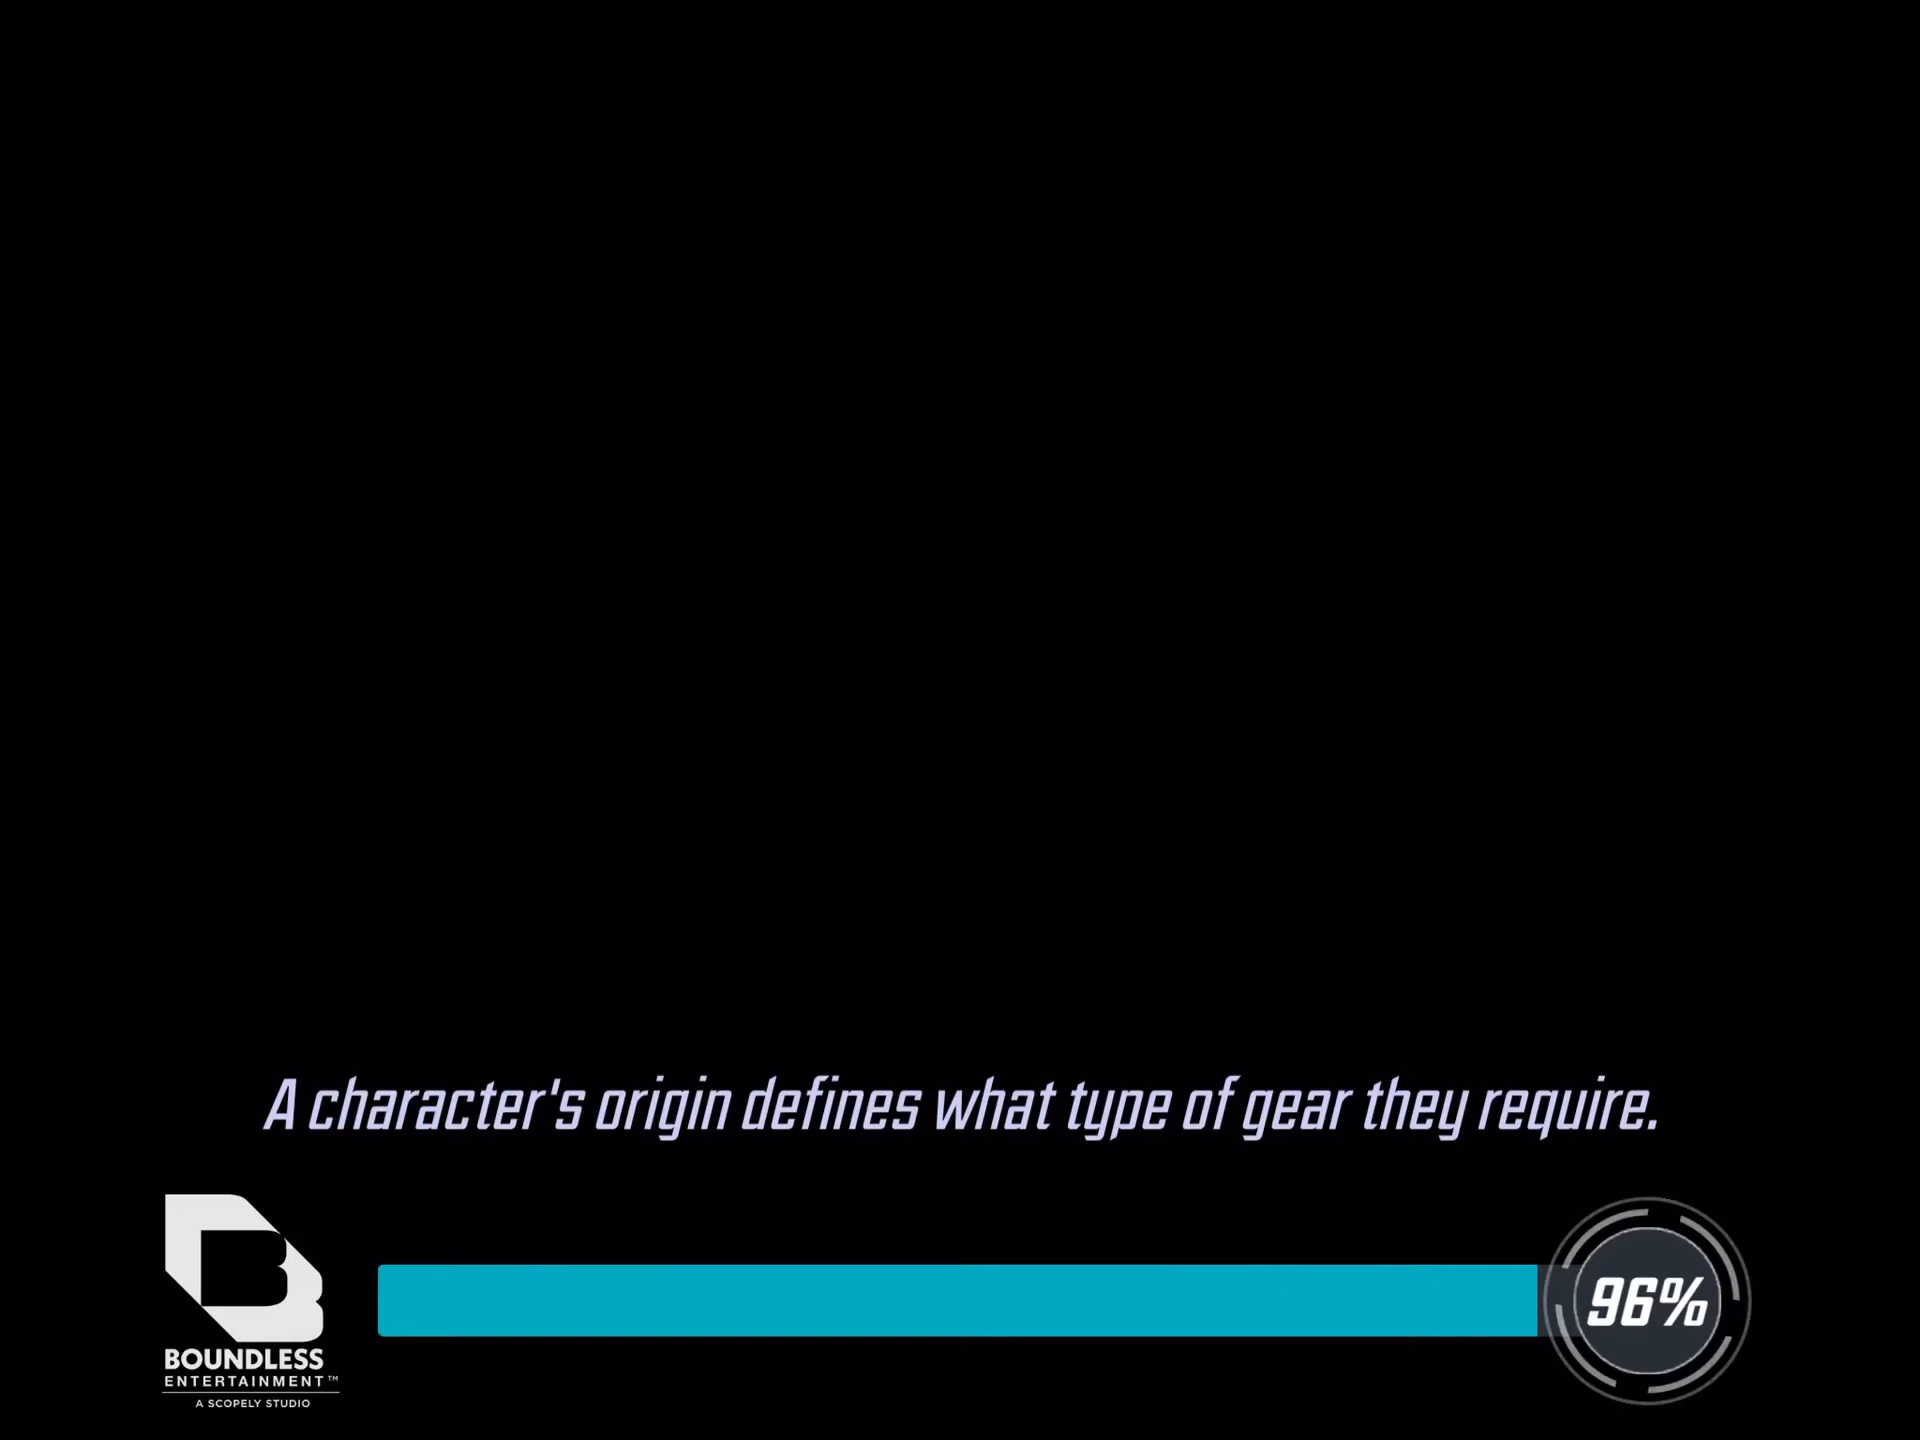 A character's origin defines what type of gear they require.
96%
BOUNDLESS
ENTERTAINMENT™
A SCOPELY STUDIO